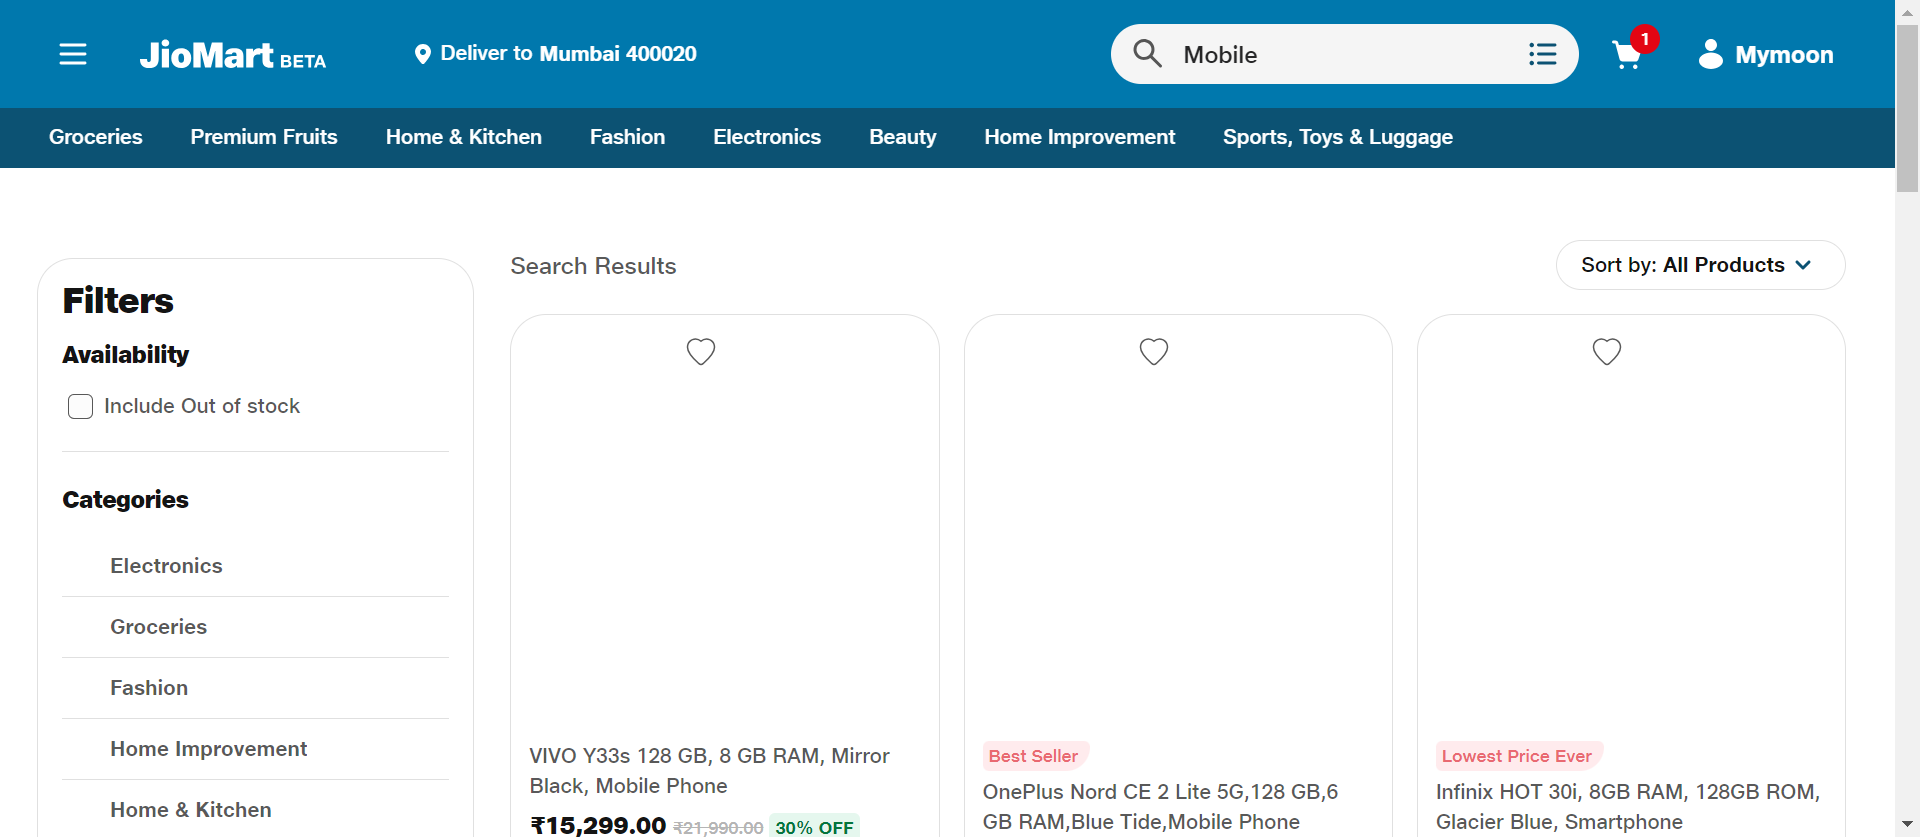 JioMart BETA
Deliver to Mumbai 400020
Mobile
1
Mymoon
Groceries Premium Fruits Home & Kitchen Fashion Electronics Beauty Home Improvement Sports, Toys & Luggage
Filters
Availability
Include Out of stock
Categories
Electronics
Groceries
Fashion
Home Improvement
Home & Kitchen
Search Results
Sort by: All Products
VIVO Y33s 128 GB, 8 GB RAM, Mirror
Black, Mobile Phone
₹15,299.00 ₹21,990.00 30% OFF
Best Seller
OnePlus Nord CE 2 Lite 5G,128 GB,6
GB RAM,Blue Tide,Mobile Phone
Lowest Price Ever
Infinix HOT 30i, 8GB RAM, 128GB ROM,
Glacier Blue, Smartphone